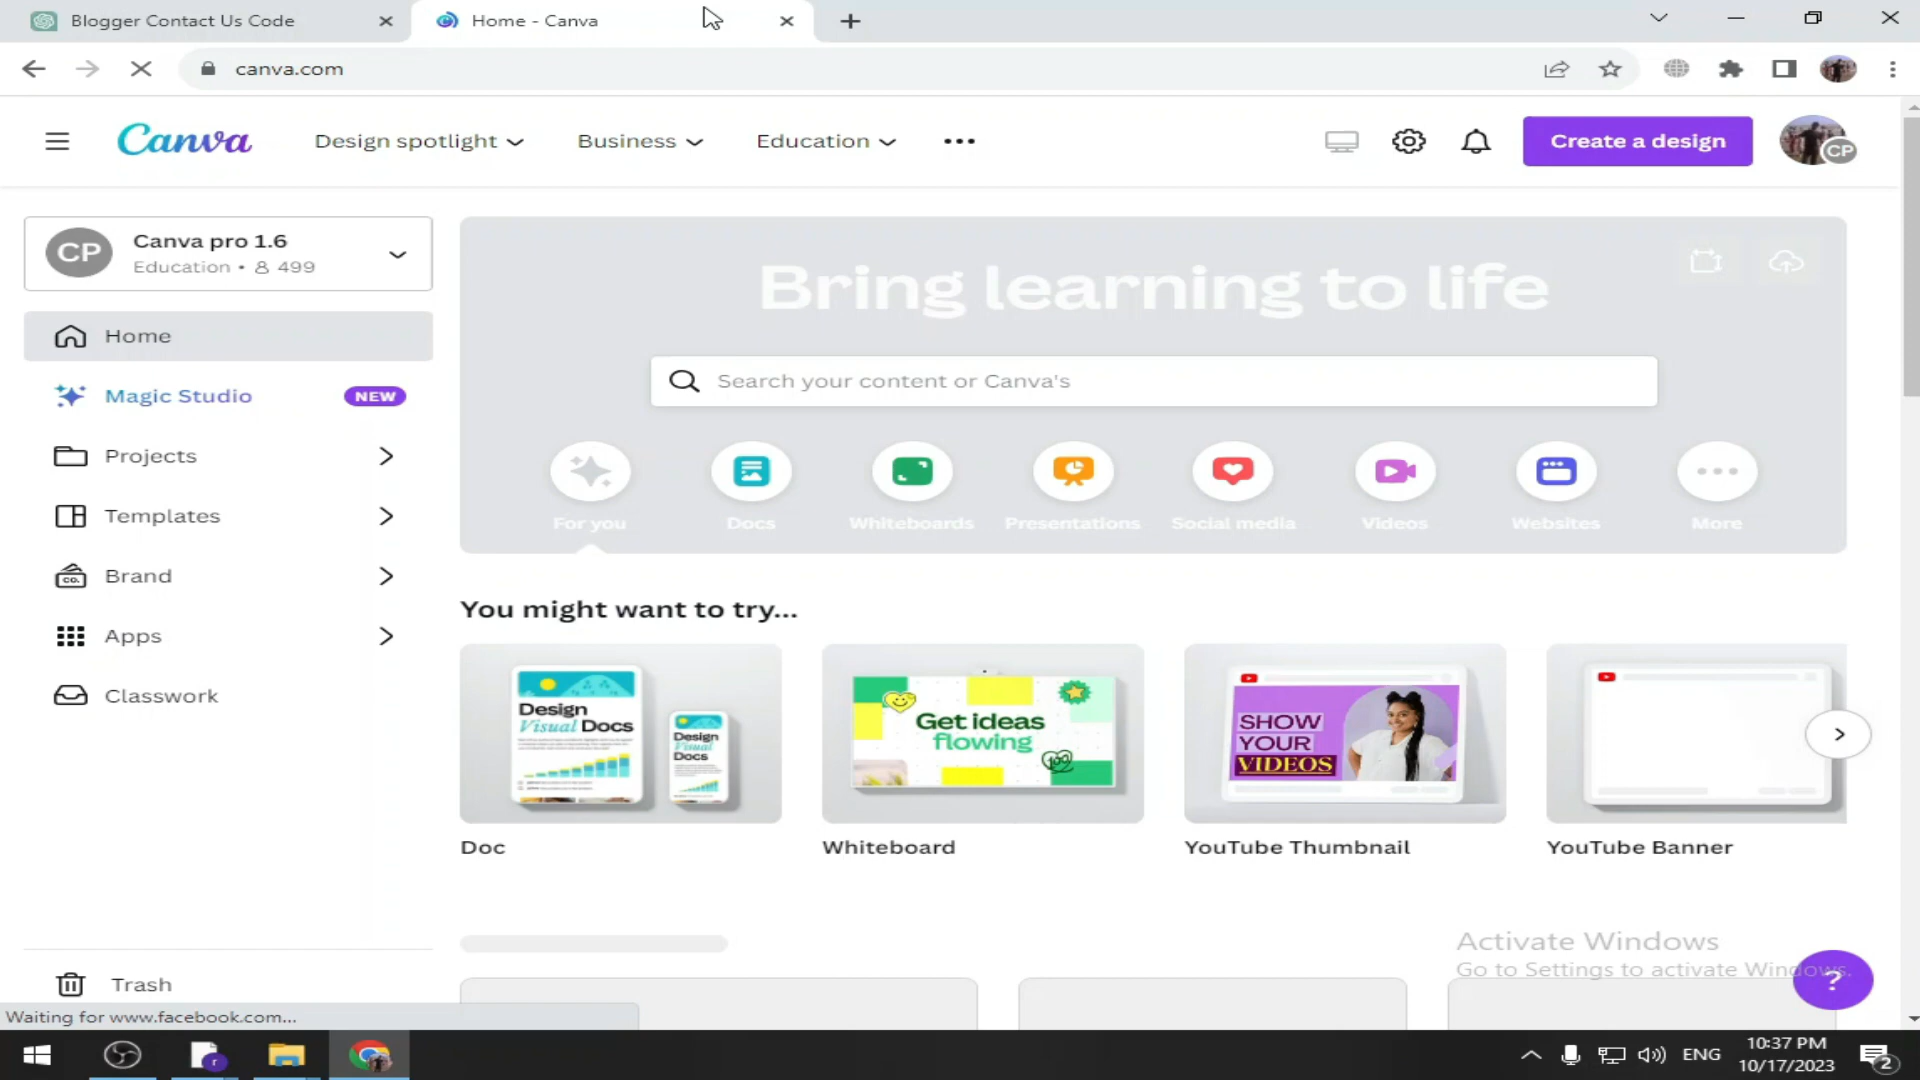 Blogger Contact Us Code
Home - Canva
canva.com
Canva
Design spotlight
Business
Education
Create a design
CP
CP
Canva pro 1.6
Education • 499
Home
Magic Studio
NEW
Projects
Templates
CO.
Brand
Apps
Classwork
Trash
Bring learning to life
Search your content or Canva's
For you
Docs
Whiteboards
Presentations
Social media
Videos
Websites
More
You might want to try...
Design
Visual Docs
Design
Visual
Docs
Doc
Get ideas
flowing
100
Whiteboard
SHOW
YOUR
VIDEOS
YouTube Thumbnail
YouTube Banner
Activate Windows
Go to Settings to activate Windows.
?
Waiting for www.facebook.com...
r
ENG
10:37 PM
10/17/2023
2